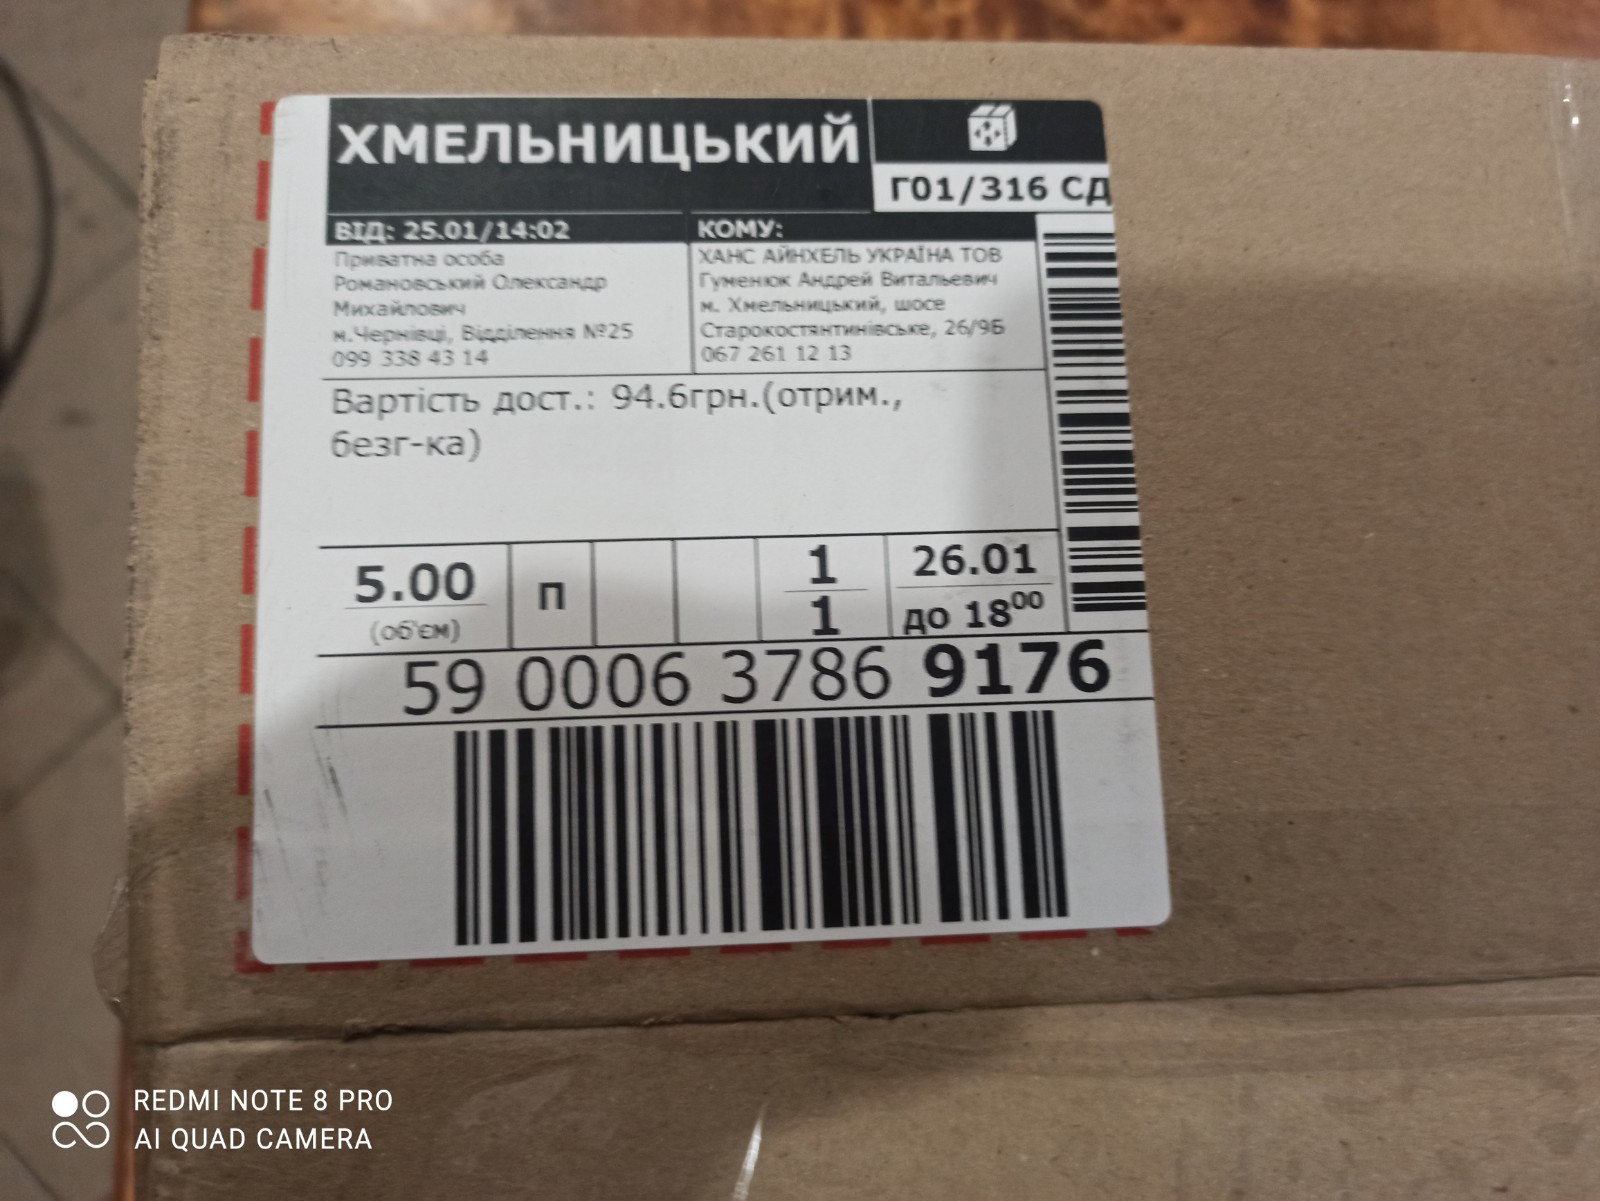 ХМЕЛЬНИЦЬКИЙ
Г01/316 СД
ВІД: 25.01/14:02
Приватна особа
Романовський Олександр
Михайлович
м.Чернівці, Відділення №25
099 338 43 14
КОМУ:
ХАНС АЙНХЕЛЬ УКРАЇНА ТОВ
Гуменюк Андрей Витальевич
м. Хмельницький, шосе
Старокостянтинівське, 26/9Б
067 261 12 13
Вартість дост.: 94.6грн.(отрим.,
безг-ка)
5.00
(об'єм)
П
1
1
26.01
до 18⁰⁰
59 0006 3786 9176
REDMI NOTE 8 PRO
AI QUAD CAMERA